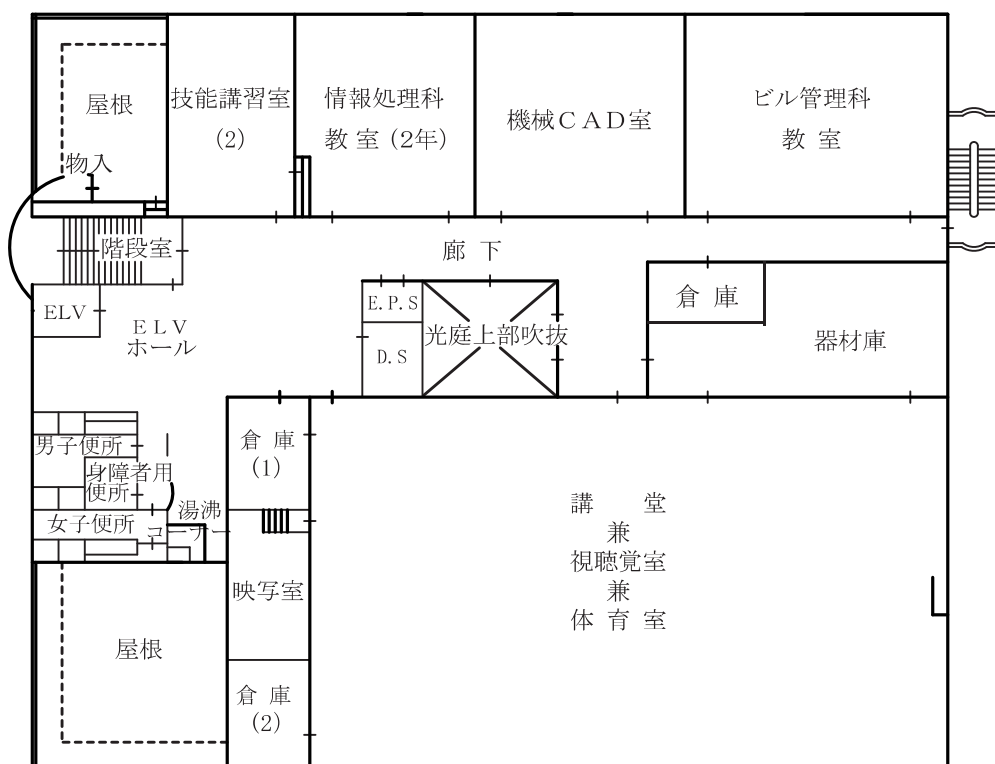 屋根
技能講習室
(2)
情報処理科
教室(2年)
機械CAD室
ビル管理科
教 室
物入
階段室
廊 下
ELV
ELV
ホール
E.P.S
D.S
光庭上部吹抜
倉 庫
器材庫
男子便所
身障者用
便所
女子便所
湯沸
コーナー
倉 庫
(1)
映写室
倉 庫
(2)
講 堂
兼
視聴覚室
兼
体 育 室
屋根